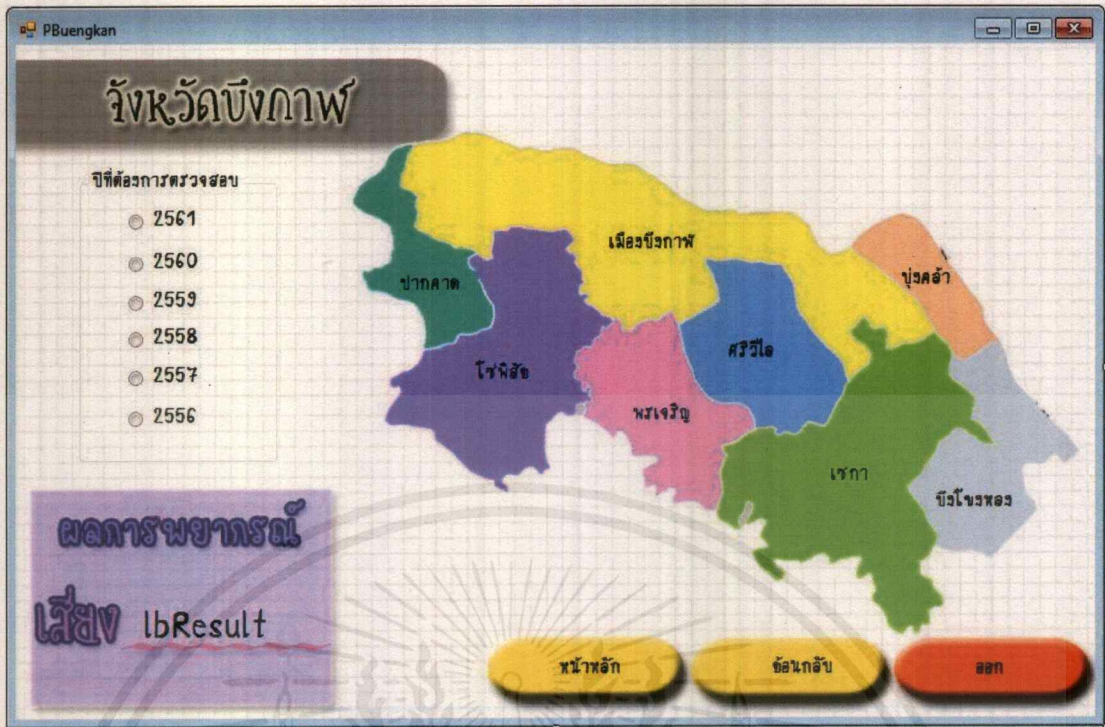 PBuengkan
จังหวัดบึงกาฬ
ปีที่ต้องการตรวจสอบ
2561
2560
2559
2558
2557
2556
เมืองบึงกาฬ
บุ่งคล้า
ปากคาด
ศรีวิไล
โซ่พิสัย
พรเจริญ
เซกา
บึงโขงหลง
ผลการพยากรณ์
เสี่ยง lbResult
หน้าหลัก
ย้อนกลับ
ออก